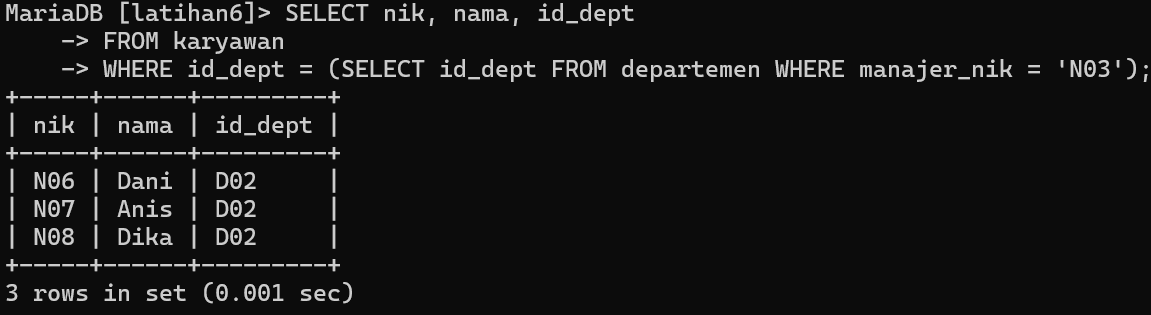 MariaDB [latihan6]> SELECT nik, nama, id_dept
    -> FROM karyawan
    -> WHERE id_dept = (SELECT id_dept FROM departemen WHERE manajer_nik = 'N03');
+-----+------+---------+
| nik | nama | id_dept |
+-----+------+---------+
| N06 | Dani | D02     |
| N07 | Anis | D02     |
| N08 | Dika | D02     |
+-----+------+---------+
3 rows in set (0.001 sec)